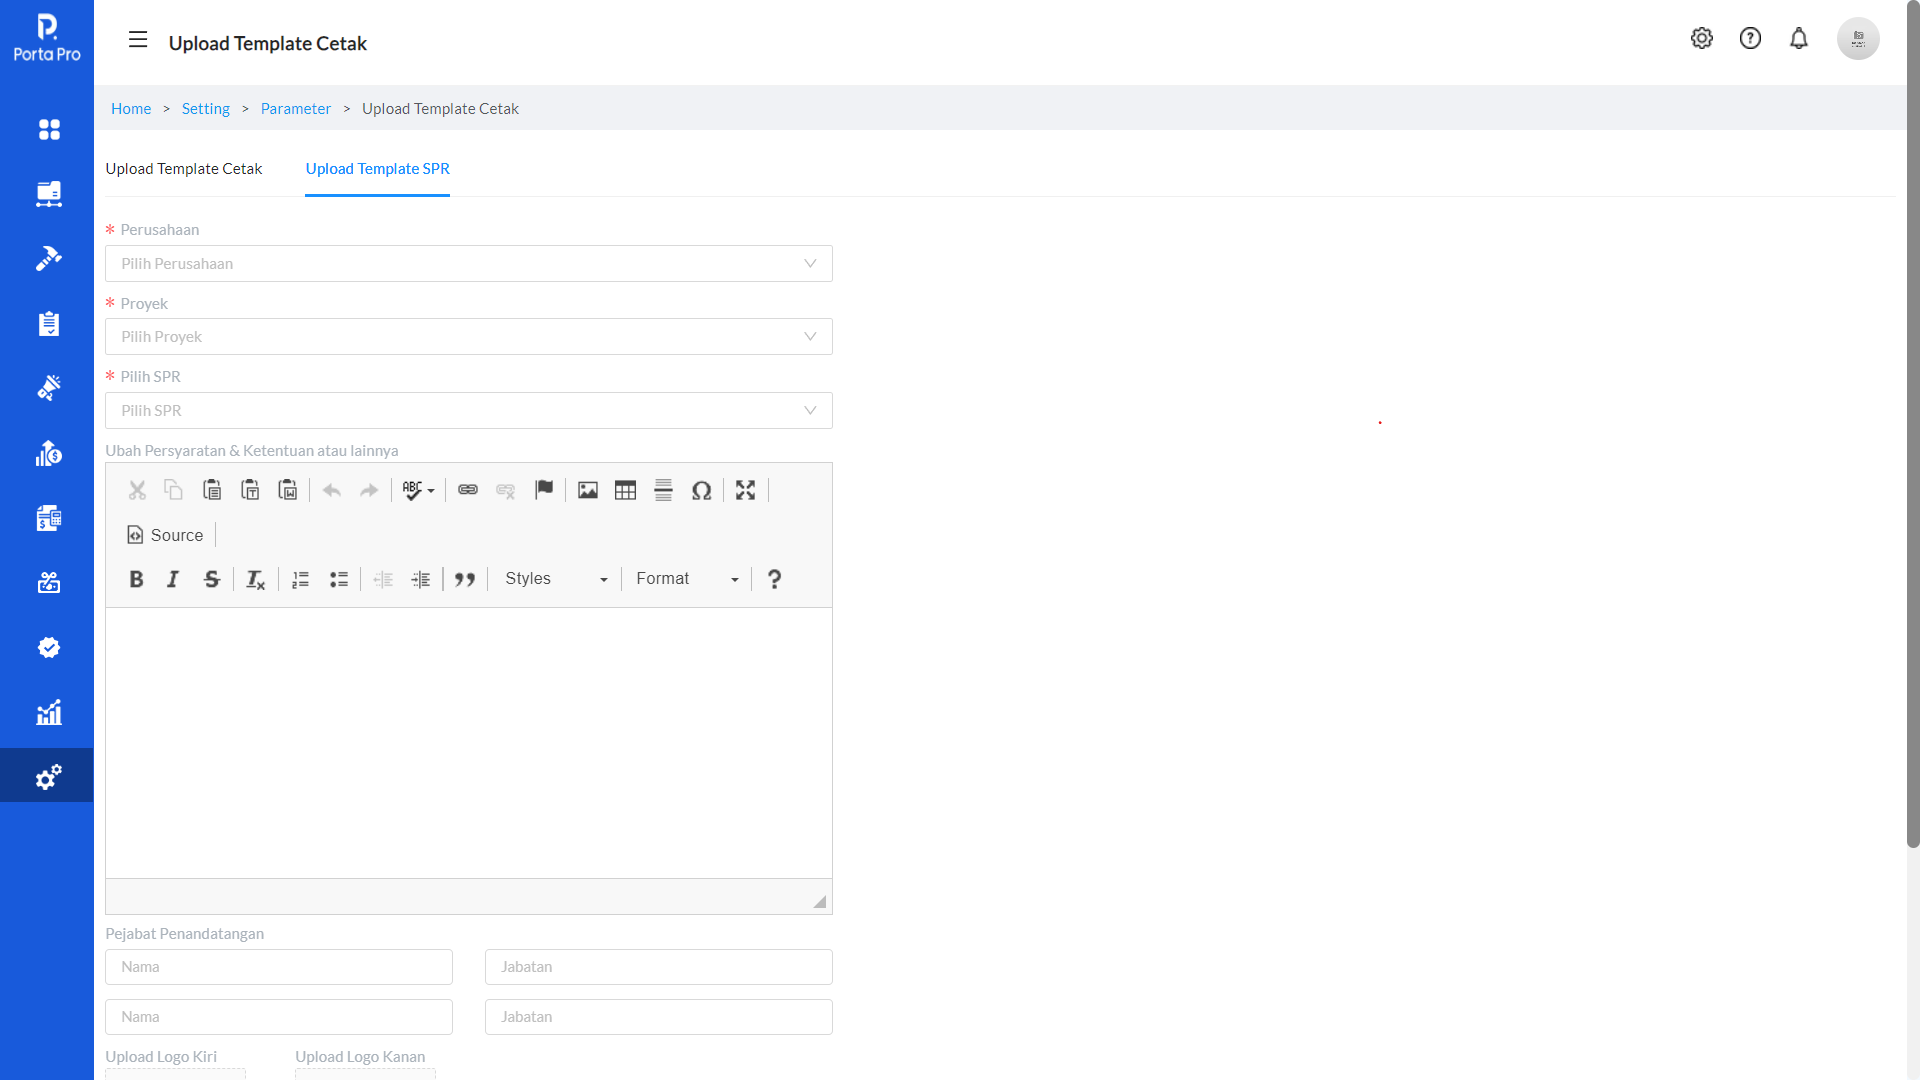 Porta Pro
Upload Template Cetak
Home > Setting > Parameter > Upload Template Cetak
Upload Template Cetak
Upload Template SPR
* Perusahaan
Pilih Perusahaan
* Proyek
Pilih Proyek
* Pilih SPR
Pilih SPR
Ubah Persyaratan & Ketentuan atau lainnya
Source
Styles
Format
Pejabat Penandatangan
Nama
Jabatan
Nama
Jabatan
Upload Logo Kiri
Upload Logo Kanan